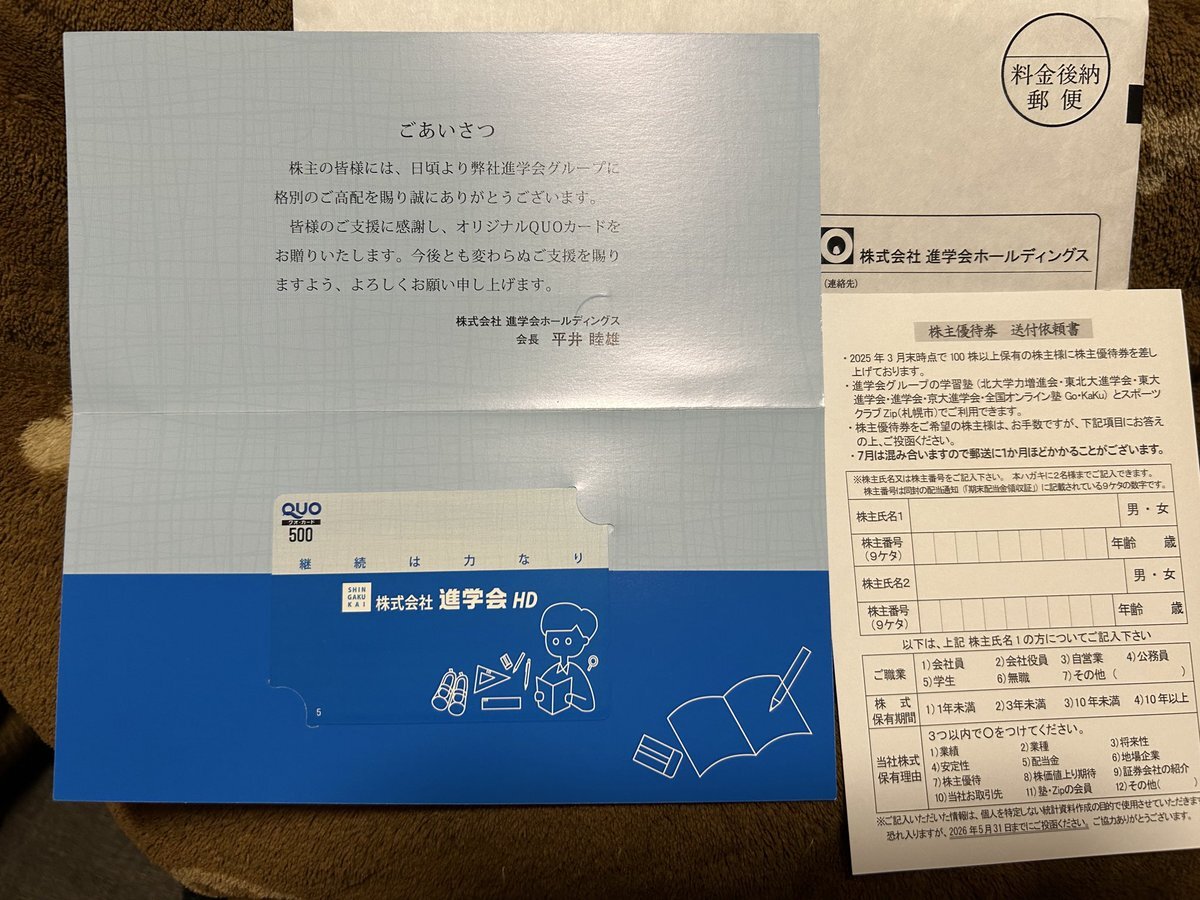 ごあいさつ
株主の皆様には、日頃より弊社進学会グループに
格別のご高配を賜り誠にありがとうございます。
皆様のご支援に感謝し、オリジナルQUOカードを
お贈りいたします。今後とも変わらぬご支援を賜り
ますよう、よろしくお願い申し上げます。
株式会社 進学会ホールディングス
会長 平井 睦雄
QUO
クオ・カード
500
継続は力なり
SHIN
GAKU
KAI
株式会社 進学会 HD
5
料金後納
郵便
株式会社 進学会ホールディングス
(連絡先)
株主優待券 送付依頼書
・2025年3月末時点で100株以上保有の株主様に株主優待券を差し
上げております。
・進学会グループの学習塾(北大学力増進会・東北大進学会・東大
進学会・進学会・京大進学会・全国オンライン塾 Go・KaKu)とスポーツ
クラブZip(札幌市)でご利用できます。
・株主優待券をご希望の株主様は、お手数ですが、下記項目にお答え
の上、ご投函ください。
・7月は混み合いますので郵送に1か月ほどかかることがございます。
※株主氏名又は株主番号をご記入下さい。 本ハガキに2名様までご記入できます。
株主番号は同封の配当通知(「期末配当金領収証」)に記載されている9ケタの数字です。
株主氏名1 男・女
株主番号
(9ケタ) 年齢 歳
株主氏名2 男・女
株主番号
(9ケタ) 年齢 歳
以下は、上記 株主氏名1の方についてご記入下さい
ご職業 1)会社員 2)会社役員 3)自営業 4)公務員
5)学生 6)無職 7)その他( )
株式
保有期間 1)1年未満 2)3年未満 3)10年未満 4)10年以上
当社株式
保有理由 3つ以内で○をつけてください。
1)業績 2)業種 3)将来性
4)安定性 5)配当金 6)地場企業
7)株主優待 8)株価値上り期待 9)証券会社の紹介
10)当社お取引先 11)塾・Zipの会員 12)その他( )
※ご記入いただいた情報は、個人を特定しない統計資料作成の目的で使用させていただきます
恐れ入りますが、2026年5月31日までにご投函ください。ご協力ありがとうございます。